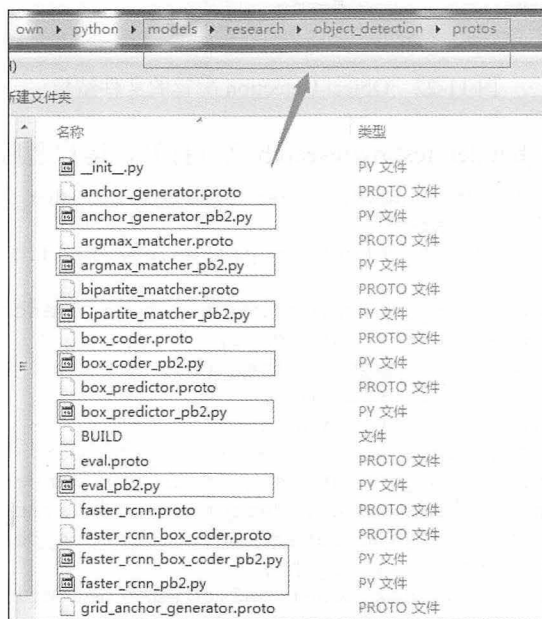 own ▸ python ▸ models ▸ research ▸ object_detection ▸ protos
新建文件夹
名称 类型
__init__.py PY 文件
anchor_generator.proto PROTO 文件
anchor_generator_pb2.py PY 文件
argmax_matcher.proto PROTO 文件
argmax_matcher_pb2.py PY 文件
bipartite_matcher.proto PROTO 文件
bipartite_matcher_pb2.py PY 文件
box_coder.proto PROTO 文件
box_coder_pb2.py PY 文件
box_predictor.proto PROTO 文件
box_predictor_pb2.py PY 文件
BUILD 文件
eval.proto PROTO 文件
eval_pb2.py PY 文件
faster_rcnn.proto PROTO 文件
faster_rcnn_box_coder.proto PROTO 文件
faster_rcnn_box_coder_pb2.py PY 文件
faster_rcnn_pb2.py PY 文件
grid_anchor_generator.proto PROTO 文件